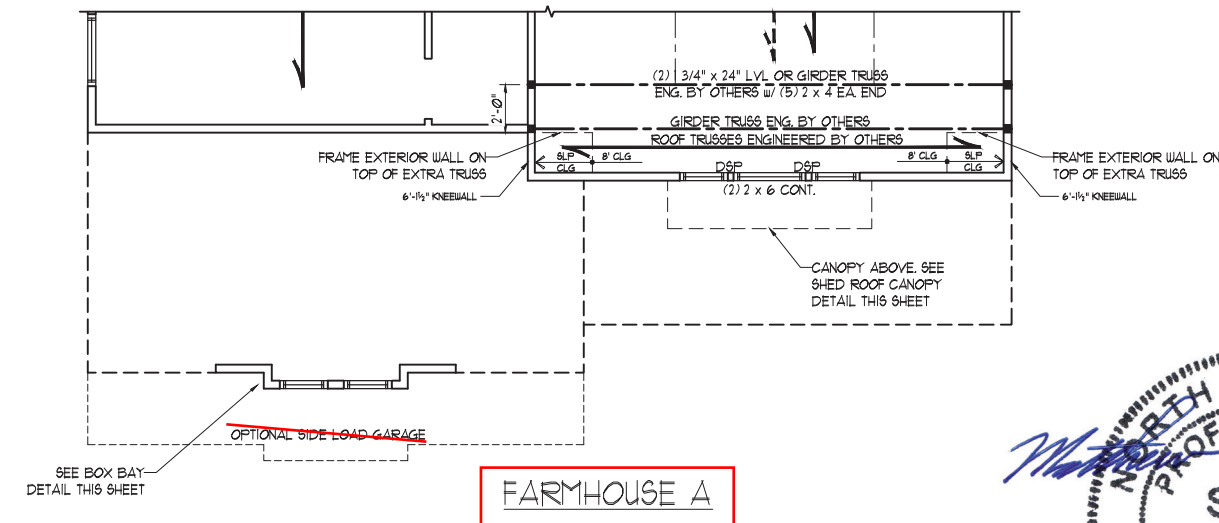 (2) 1 3/4" x 24" LVL OR GIRDER TRUSS
ENG. BY OTHERS w/ (5) 2 x 4 EA. END
2'-0"
GIRDER TRUSS ENG. BY OTHERS
ROOF TRUSSES ENGINEERED BY OTHERS
FRAME EXTERIOR WALL ON
TOP OF EXTRA TRUSS
6'-1½" KNEEWALL
SLP
CLG
8' CLG
DSP
DSP
8' CLG
SLP
CLG
FRAME EXTERIOR WALL ON
TOP OF EXTRA TRUSS
6'-1½" KNEEWALL
(2) 2 x 6 CONT.
CANOPY ABOVE. SEE
SHED ROOF CANOPY
DETAIL THIS SHEET
OPTIONAL SIDE LOAD GARAGE
SEE BOX BAY
DETAIL THIS SHEET
FARMHOUSE A
NORTH
PROF